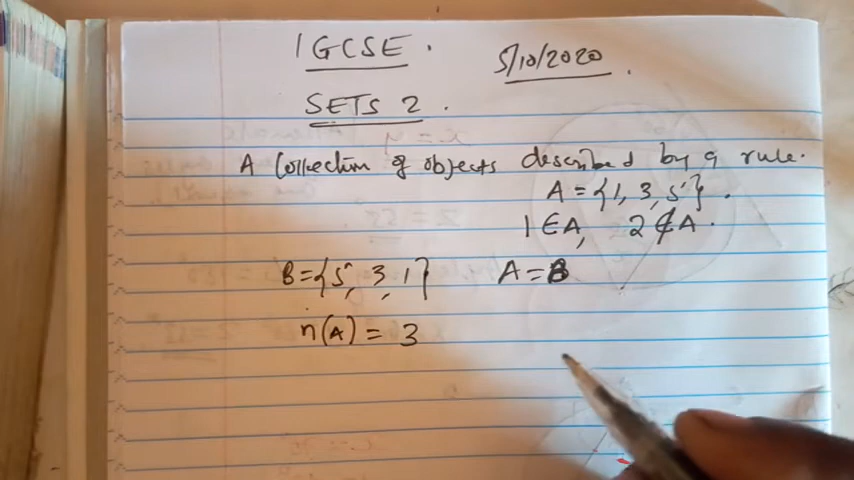 IGCSE. 5/10/2020.
SETS 2.
A Collection of objects described by a rule.
A = {1, 3, 5}.
1 ∈ A, 2 ∉ A.
B = {5, 3, 1} A = B
n(A) = 3